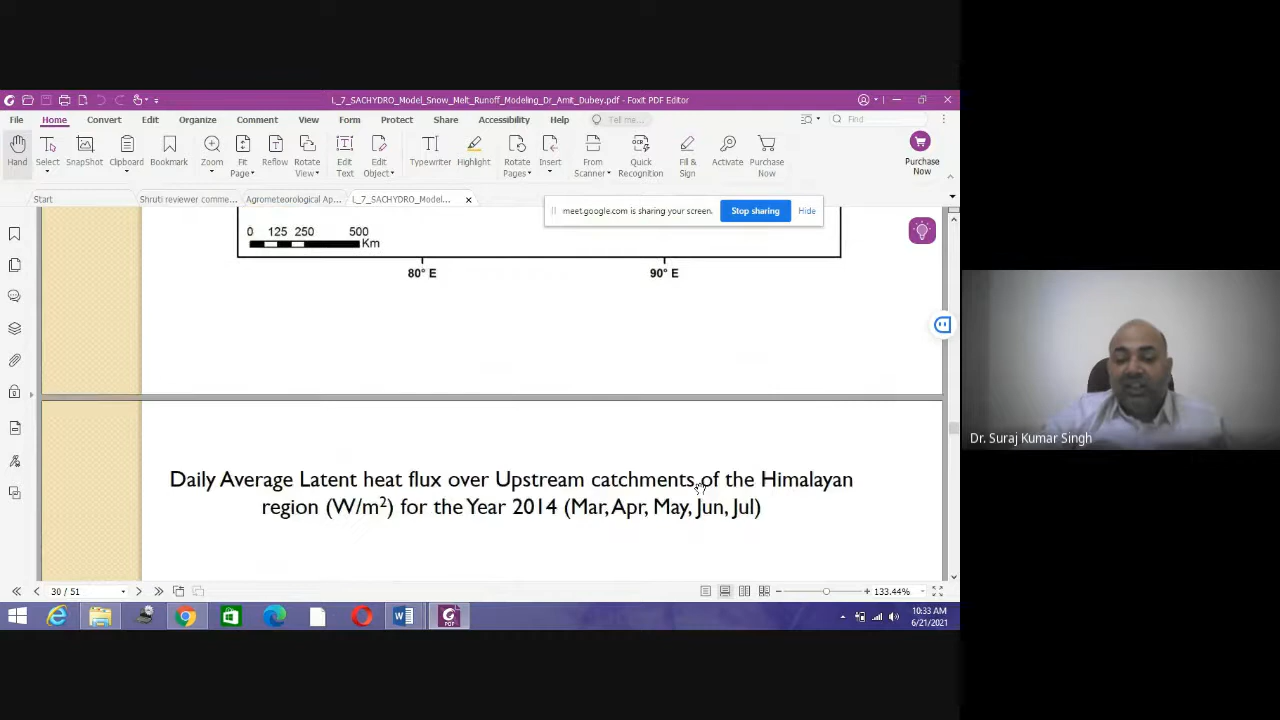 L_7_SACHYDRO_Model_Snow_Melt_Runoff_Modeling_Dr_Amit_Dubey.pdf - Foxit PDF Editor
File Home Convert Edit Organize Comment View Form Protect Share Accessibility Help Tell me... Find
Hand Select SnapShot Clipboard Bookmark Zoom Fit Page Reflow Rotate View Edit Text Edit Object Typewriter Highlight Rotate Pages Insert From Scanner Quick Recognition Fill & Sign Activate Purchase Now Purchase Now
Start Shruti reviewer comme... Agrometeorological Ap... L_7_SACHYDRO_Model...
meet.google.com is sharing your screen. Stop sharing Hide
0 125 250 500
Km
80° E 90° E
Daily Average Latent heat flux over Upstream catchments of the Himalayan
region (W/m²) for the Year 2014 (Mar, Apr, May, Jun, Jul)
Dr. Suraj Kumar Singh
30 / 51 133.44%
10:33 AM
6/21/2021